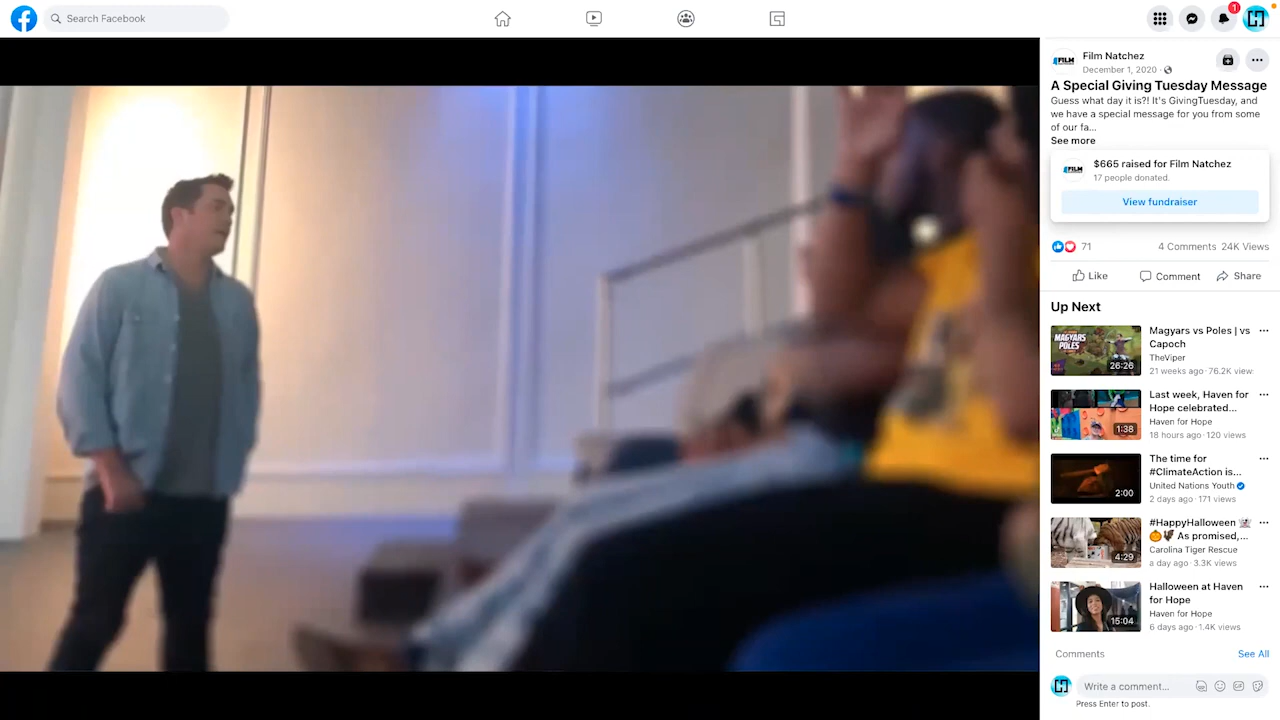 Search Facebook
1
Film Natchez
December 1, 2020 ·
A Special Giving Tuesday Message
Guess what day it is?! It's GivingTuesday, and
we have a special message for you from some
of our fa...
See more
FILM
$665 raised for Film Natchez
17 people donated.
View fundraiser
71
4 Comments 24K Views
Like Comment Share
Up Next
MAGYARS
POLES
26:26
Magyars vs Poles | vs
Capoch
TheViper
21 weeks ago · 76.2K view
1:38
Last week, Haven for
Hope celebrated...
Haven for Hope
18 hours ago · 120 views
2:00
The time for
#ClimateAction is...
United Nations Youth
2 days ago · 171 views
4:29
#HappyHalloween 👻
🎃🦇 As promised,...
Carolina Tiger Rescue
a day ago · 3.3K views
15:04
Halloween at Haven
for Hope
Haven for Hope
6 days ago · 1.4K views
Comments See All
Write a comment...
Press Enter to post.